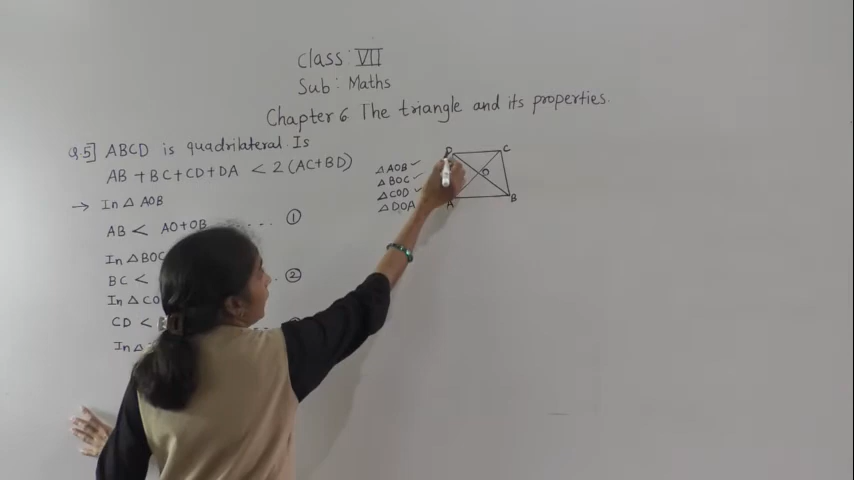 Class: VII
Sub: Maths
Chapter 6 The triangle and its properties.
Q.5] ABCD is quadrilateral. Is
AB + BC + CD + DA < 2 (AC+BD)
→ In △ AOB
AB < AO+OB ...... ①
In △BOC
BC < . ②
In △ CO
CD <
In △
△AOB ✓
△BOC ✓
△COD ✓
△DOA
D C
O
A B